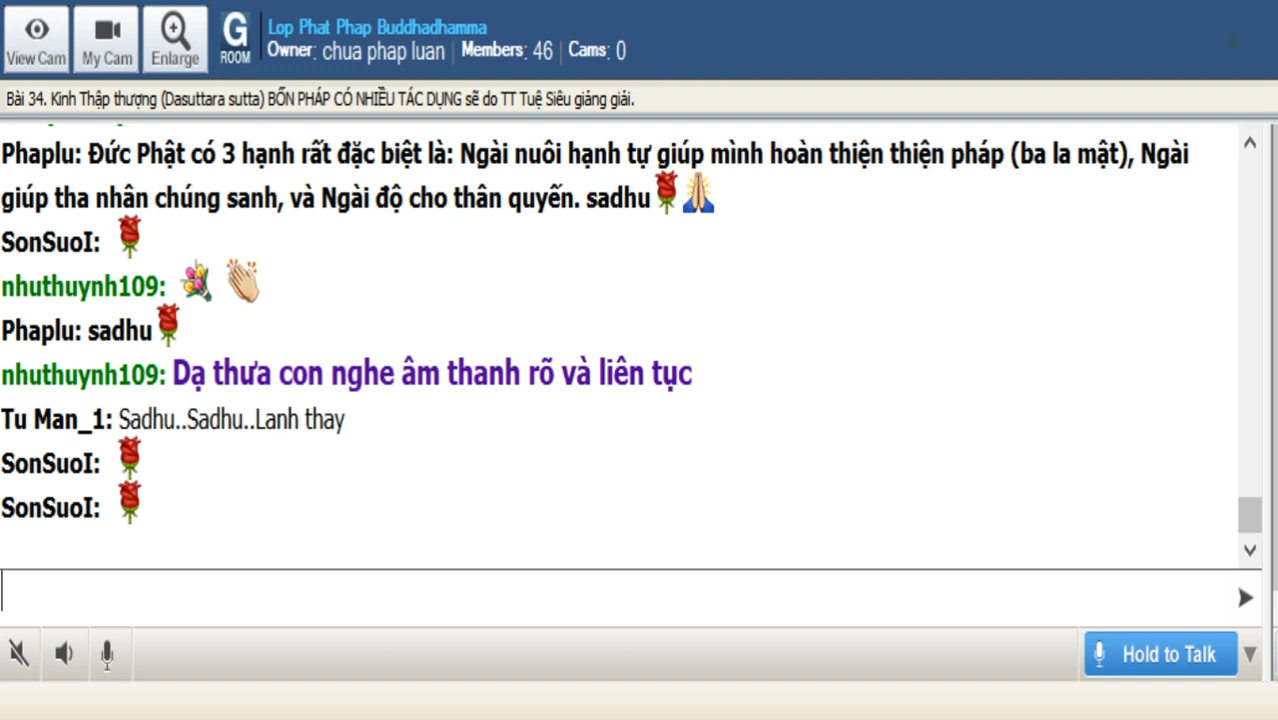 View Cam
My Cam
Enlarge
G
ROOM
Lop Phat Phap Buddhadhamma
Owner: chua phap luan | Members: 46 | Cams: 0
Bài 34. Kinh Thập thượng (Dasuttara sutta) BỐN PHÁP CÓ NHIỀU TÁC DỤNG sẽ do TT Tuệ Siêu giảng giải.
Phaplu: Đức Phật có 3 hạnh rất đặc biệt là: Ngài nuôi hạnh tự giúp mình hoàn thiện thiện pháp (ba la mật), Ngài
giúp tha nhân chúng sanh, và Ngài độ cho thân quyến. sadhu
SonSuoI:
nhuthuynh109:
Phaplu: sadhu
nhuthuynh109: Dạ thưa con nghe âm thanh rõ và liên tục
Tu Man_1: Sadhu..Sadhu..Lanh thay
SonSuoI:
SonSuoI:
Hold to Talk